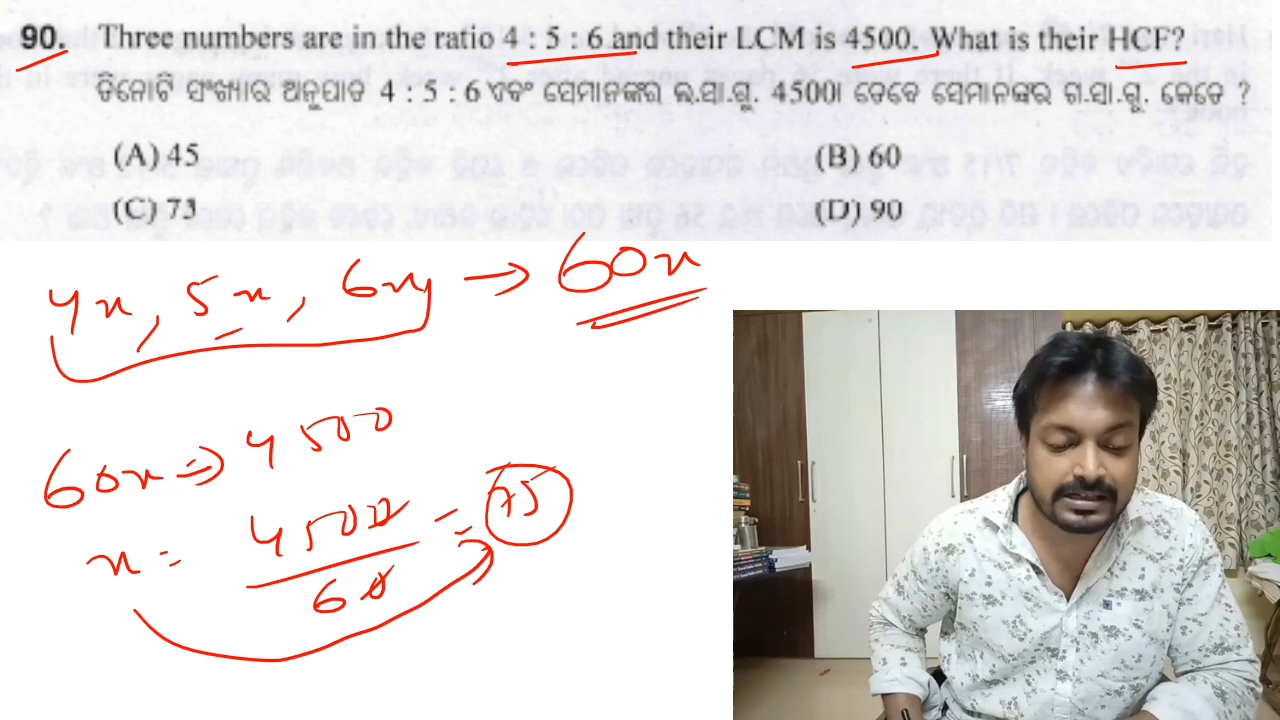 90. Three numbers are in the ratio 4 : 5 : 6 and their LCM is 4500. What is their HCF?
ତିନୋଟି ସଂଖ୍ୟାର ଅନୁପାତ 4 : 5 : 6 ଏବଂ ସେମାନଙ୍କର ଲ.ସା.ଗୁ. 4500। ତେବେ ସେମାନଙ୍କର ଗ.ସା.ଗୁ. କେତେ ?
(A) 45 (B) 60
(C) 73 (D) 90
4x, 5x, 6x → 60x
60x ⇒ 4500
x = 4500/60 = 75